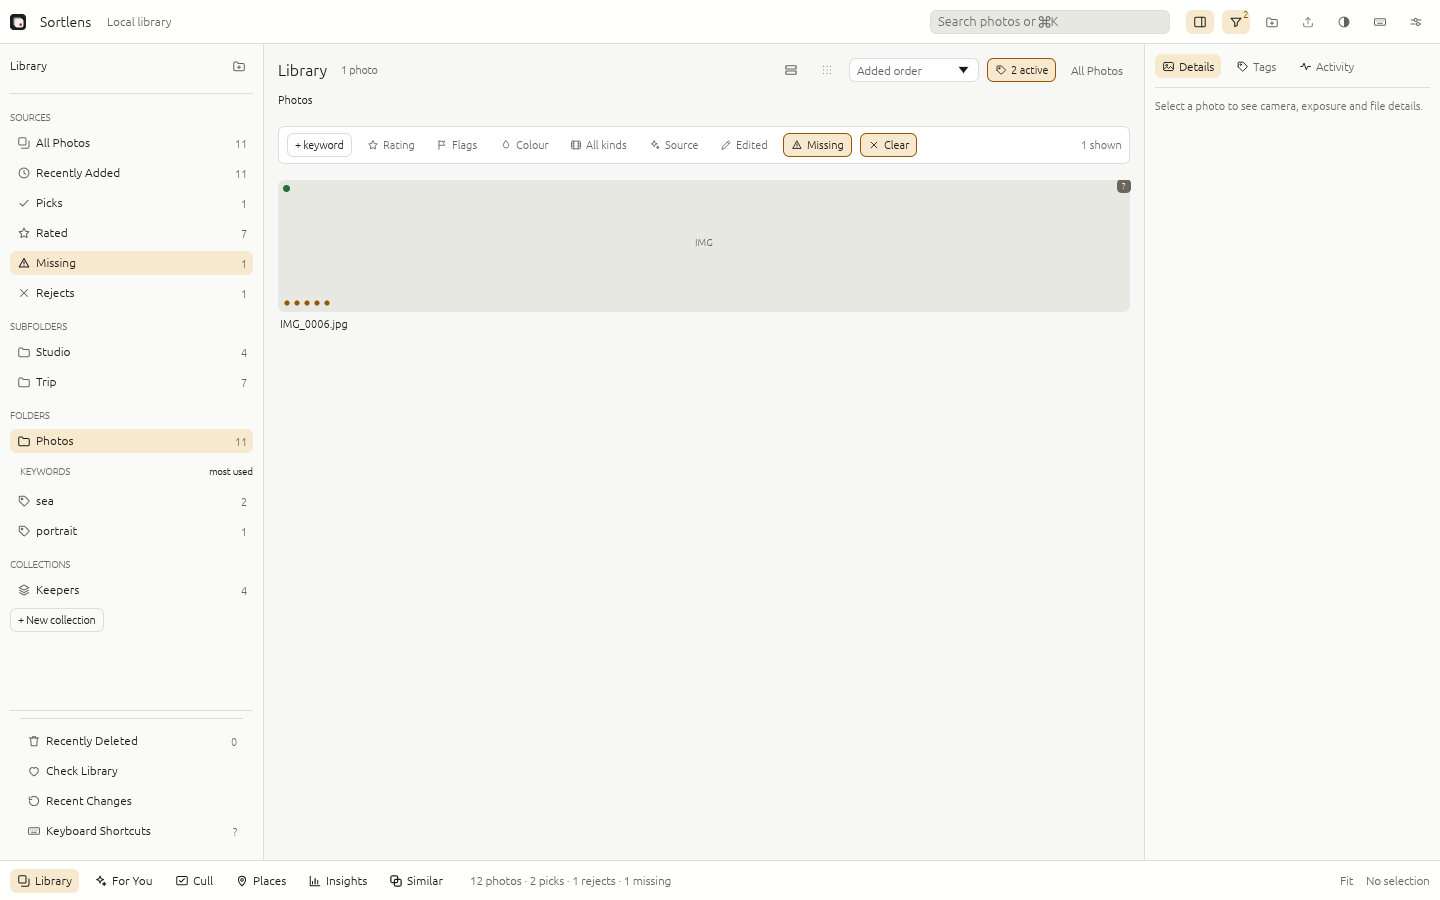 Sortlens Local library
Search photos or ⌘K
2
Library
SOURCES
All Photos 11
Recently Added 11
Picks 1
Rated 7
Missing 1
Rejects 1
SUBFOLDERS
Studio 4
Trip 7
FOLDERS
Photos 11
KEYWORDS most used
sea 2
portrait 1
COLLECTIONS
Keepers 4
+ New collection
Recently Deleted 0
Check Library
Recent Changes
Keyboard Shortcuts ?
Library 1 photo
Added order
2 active
All Photos
Photos
+ keyword Rating Flags Colour All kinds Source Edited Missing Clear 1 shown
?
IMG
IMG_0006.jpg
Details Tags Activity
Select a photo to see camera, exposure and file details.
Library For You Cull Places Insights Similar 12 photos · 2 picks · 1 rejects · 1 missing Fit No selection